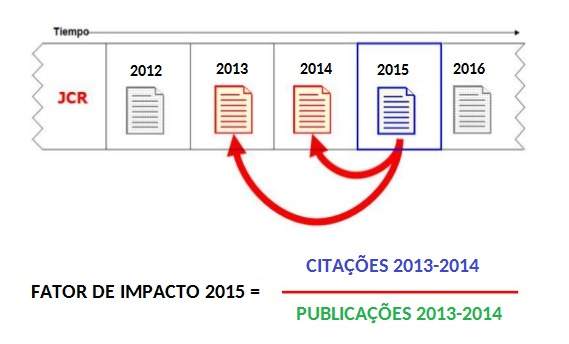 Tiempo
JCR
2012
2013
2014
2015
2016
CITAÇÕES 2013-2014
FATOR DE IMPACTO 2015 =
PUBLICAÇÕES 2013-2014